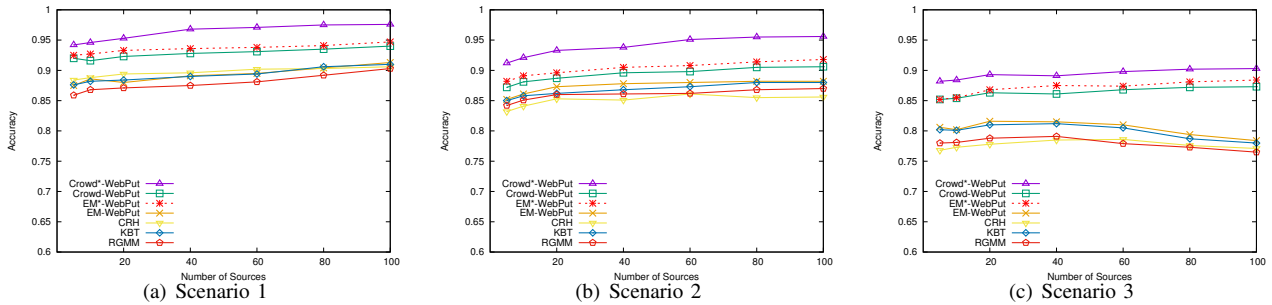 1
0.95
0.9
0.85
0.8
0.75
0.7
0.65
0.6
Accuracy
Crowd*-WebPut
Crowd-WebPut
EM*-WebPut
EM-WebPut
CRH
KBT
RGMM
20 40 60 80 100
Number of Sources
(a) Scenario 1
1
0.95
0.9
0.85
0.8
0.75
0.7
0.65
0.6
Accuracy
Crowd*-WebPut
Crowd-WebPut
EM*-WebPut
EM-WebPut
CRH
KBT
RGMM
20 40 60 80 100
Number of Sources
(b) Scenario 2
1
0.95
0.9
0.85
0.8
0.75
0.7
0.65
0.6
Accuracy
Crowd*-WebPut
Crowd-WebPut
EM*-WebPut
EM-WebPut
CRH
KBT
RGMM
20 40 60 80 100
Number of Sources
(c) Scenario 3